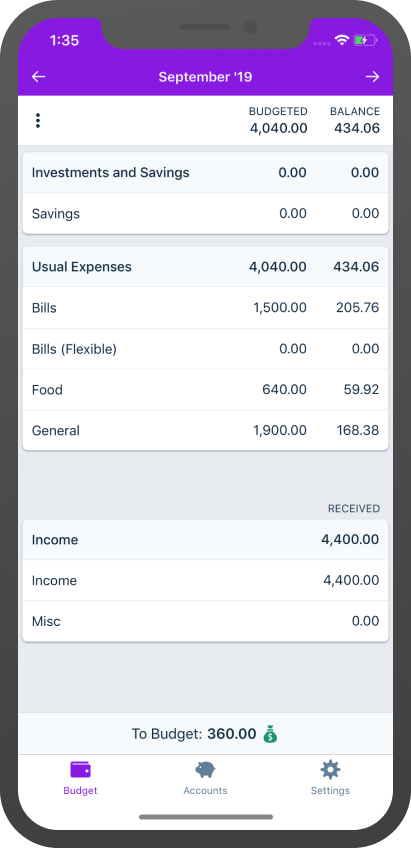 1:35
September '19
BUDGETED BALANCE
4,040.00 434.06
Investments and Savings 0.00 0.00
Savings 0.00 0.00
Usual Expenses 4,040.00 434.06
Bills 1,500.00 205.76
Bills (Flexible) 0.00 0.00
Food 640.00 59.92
General 1,900.00 168.38
RECEIVED
Income 4,400.00
Income 4,400.00
Misc 0.00
To Budget: 360.00
Budget Accounts Settings